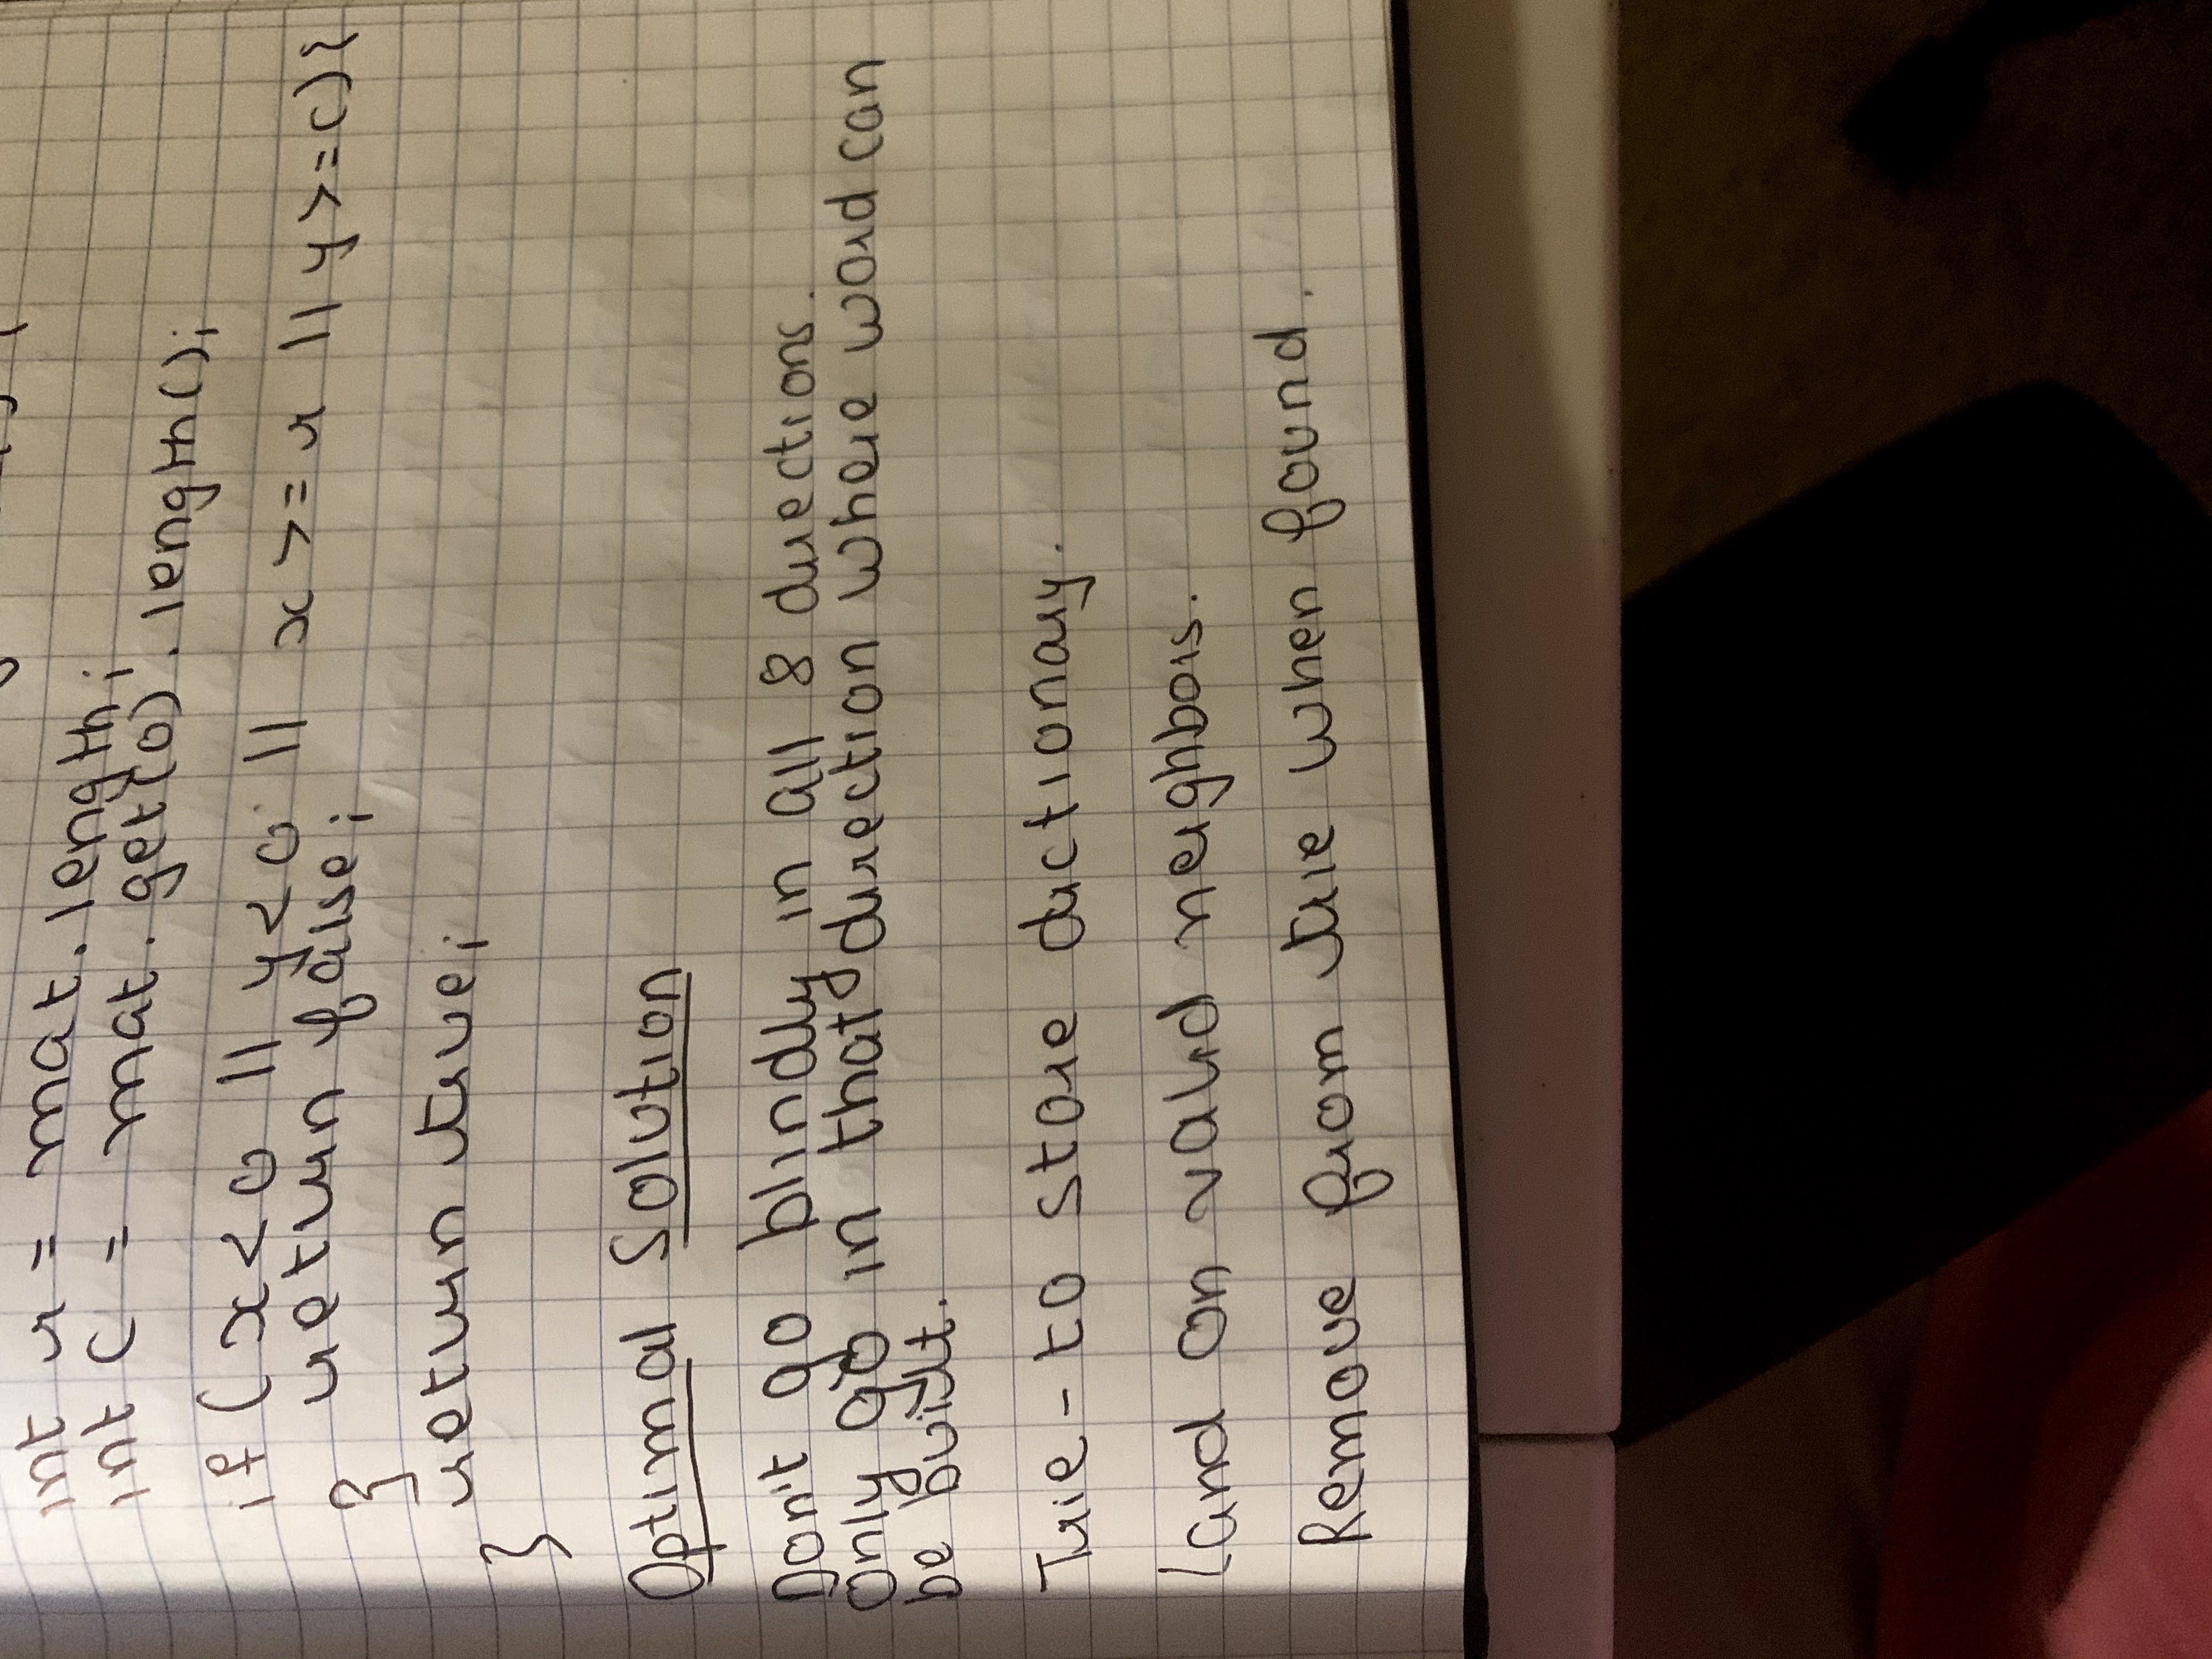 int r = mat.length;
int c = mat.get(0).length();
if (x<0 || y<0 || x >= r || y>=c){
return false;
}
return true;
}
Optimal Solution
Don't go blindly in all 8 directions.
Only go in that direction where word can
be built.
Trie - to store dictionary.
Land on valid neighbors.
Remove from trie when found.